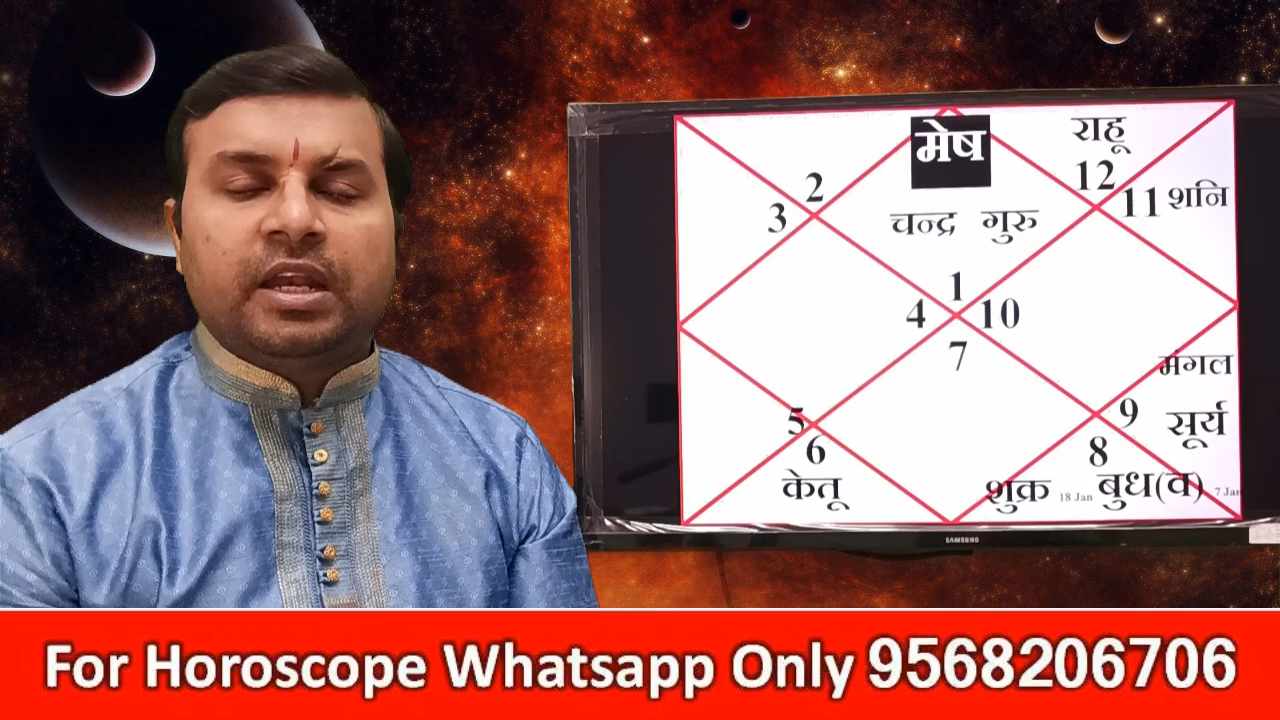 मेष
राहू
12
11 शनि
2
3
चन्द्र गुरु
1
4 10
7
मंगल
9 सूर्य
5
6
8
केतू
शुक्र 18 Jan बुध(व) 7 Jan
SAMSUNG
For Horoscope Whatsapp Only 9568206706